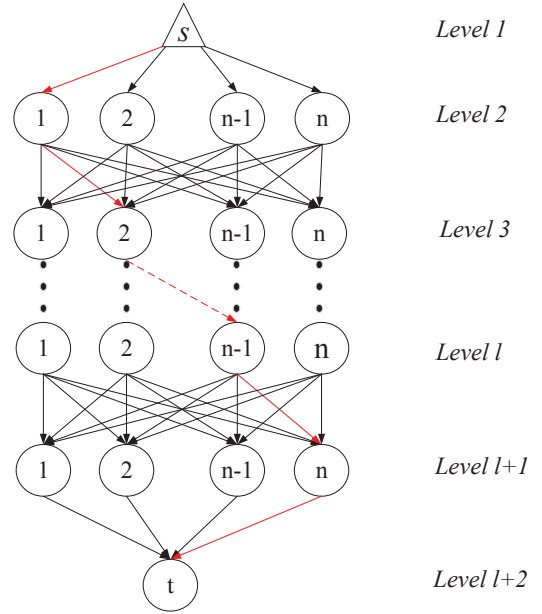 s Level 1
1 2 n-1 n Level 2
1 2 n-1 n Level 3
1 2 n-1 n Level l
1 2 n-1 n Level l+1
t Level l+2